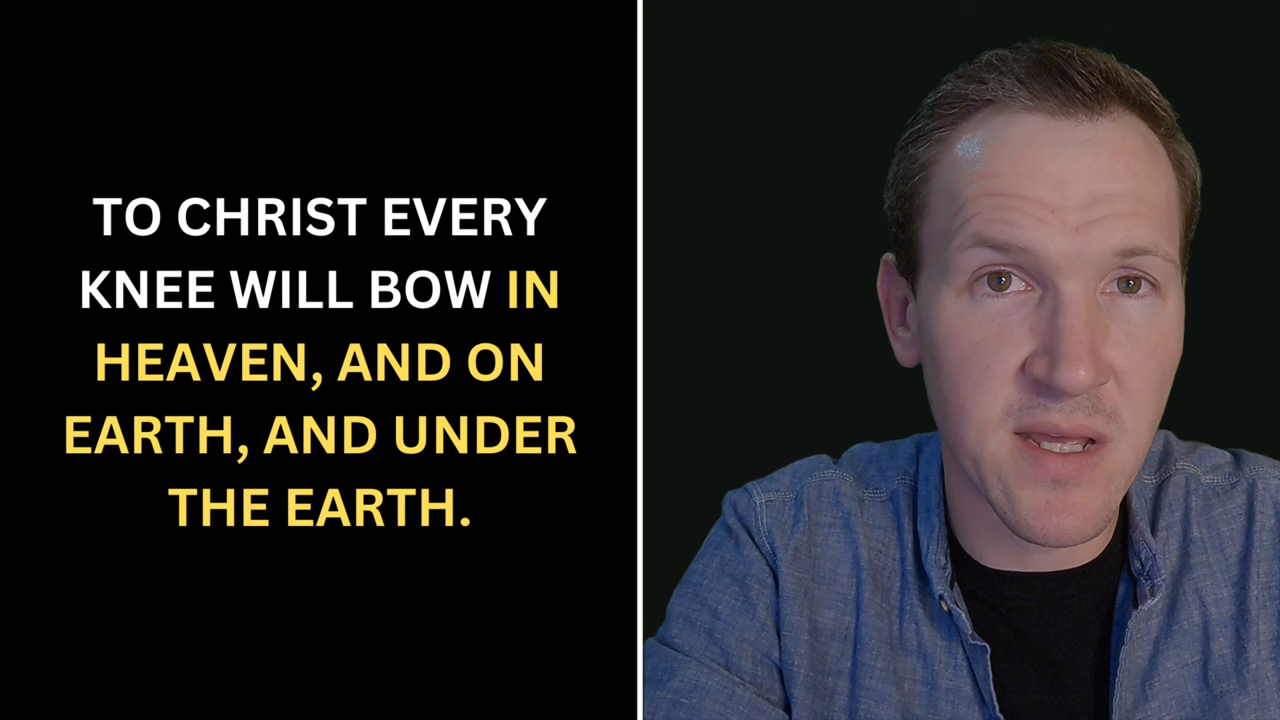 TO CHRIST EVERY
KNEE WILL BOW IN
HEAVEN, AND ON
EARTH, AND UNDER
THE EARTH.